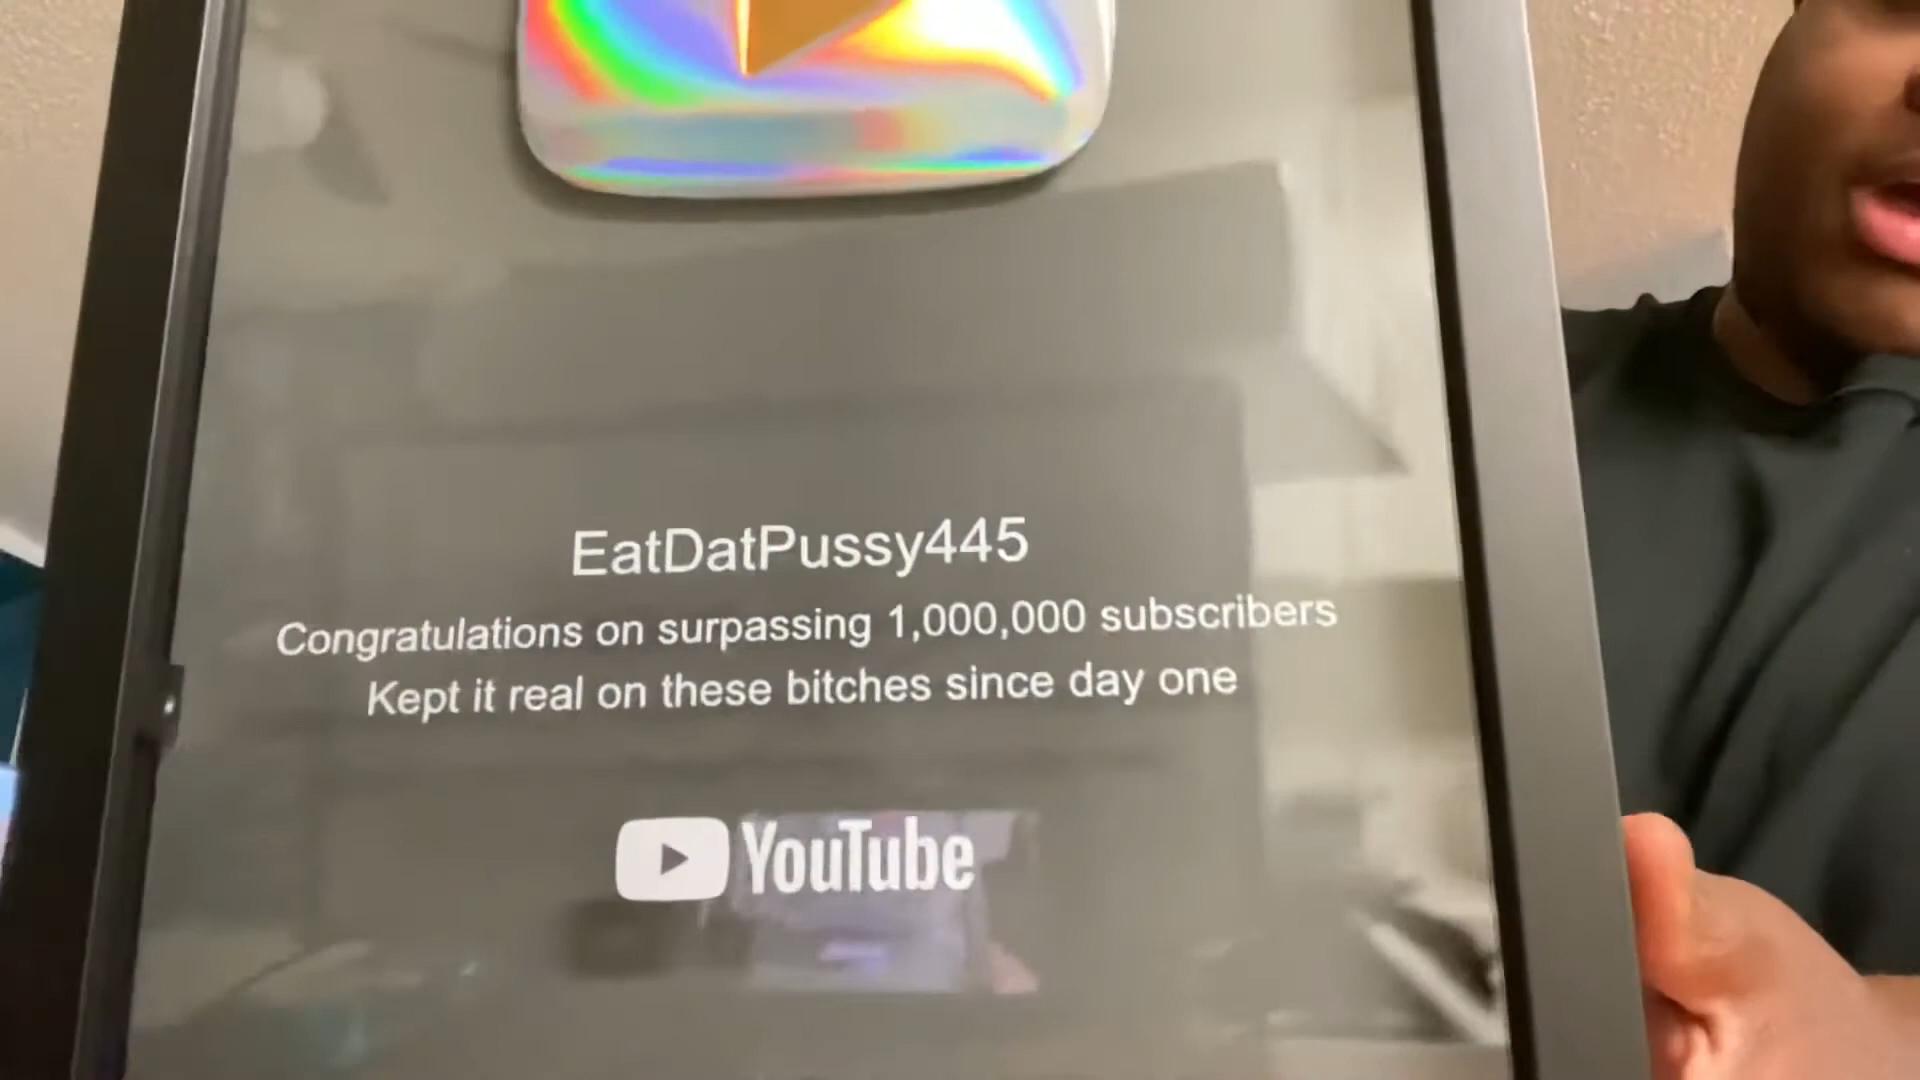 EatDatPussy445
Congratulations on surpassing 1,000,000 subscribers
Kept it real on these bitches since day one
YouTube